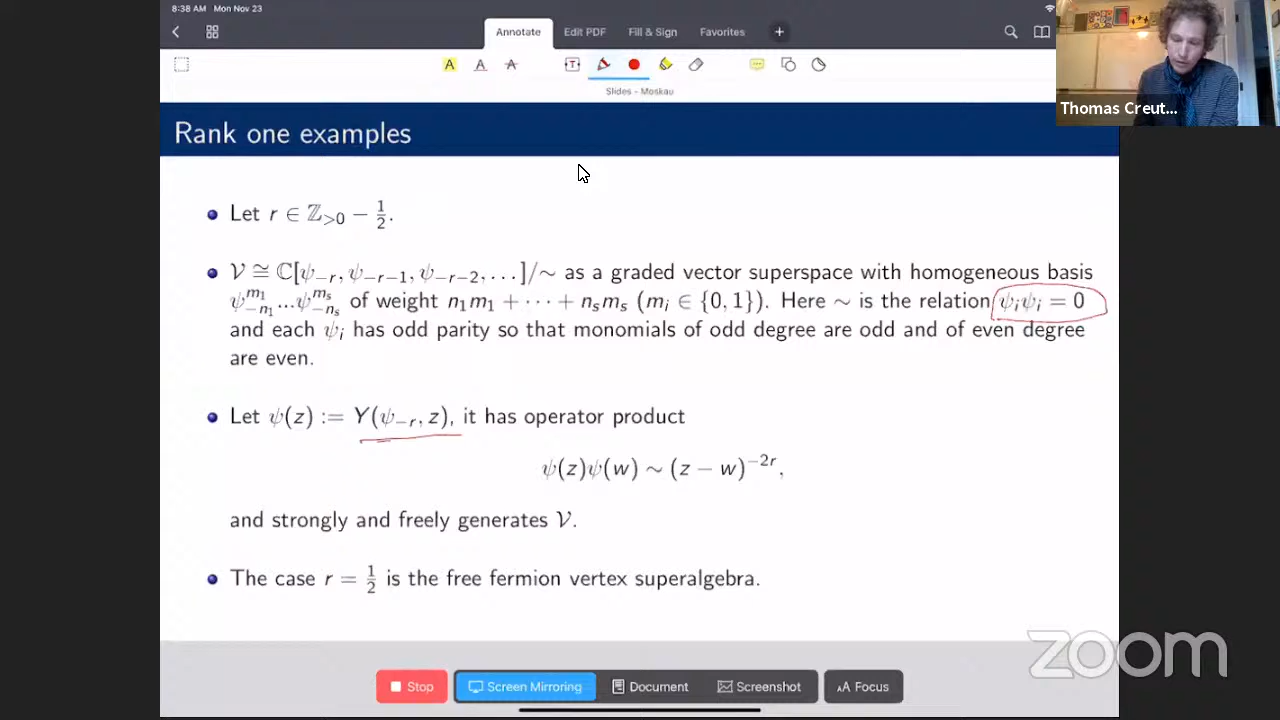 8:38 AM Mon Nov 23
Annotate Edit PDF Fill & Sign Favorites +
Slides - Moskau
Thomas Creut...
Rank one examples
Let r ∈ ℤ>0 − 1/2.
𝒱 ≅ ℂ[ψ−r, ψ−r−1, ψ−r−2, …]/∼ as a graded vector superspace with homogeneous basis
ψ^m1_−n1 … ψ^ms_−ns of weight n1m1 + ⋯ + nsms (mi ∈ {0, 1}). Here ∼ is the relation ψiψi = 0
and each ψi has odd parity so that monomials of odd degree are odd and of even degree
are even.
Let ψ(z) := Y(ψ−r, z), it has operator product
ψ(z)ψ(w) ∼ (z − w)^−2r,
and strongly and freely generates 𝒱.
The case r = 1/2 is the free fermion vertex superalgebra.
zoom
Stop Screen Mirroring Document Screenshot A Focus